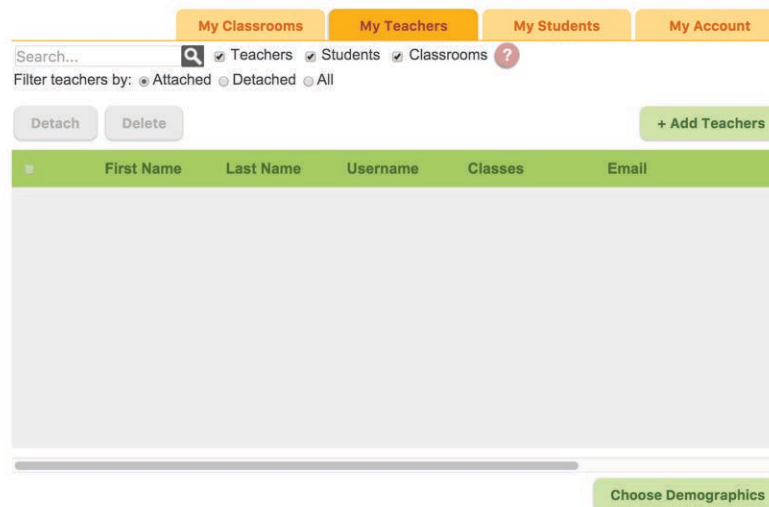 My Classrooms My Teachers My Students My Account
Search... Teachers Students Classrooms ?
Filter teachers by: Attached Detached All
Detach Delete + Add Teachers
First Name Last Name Username Classes Email
Choose Demographics